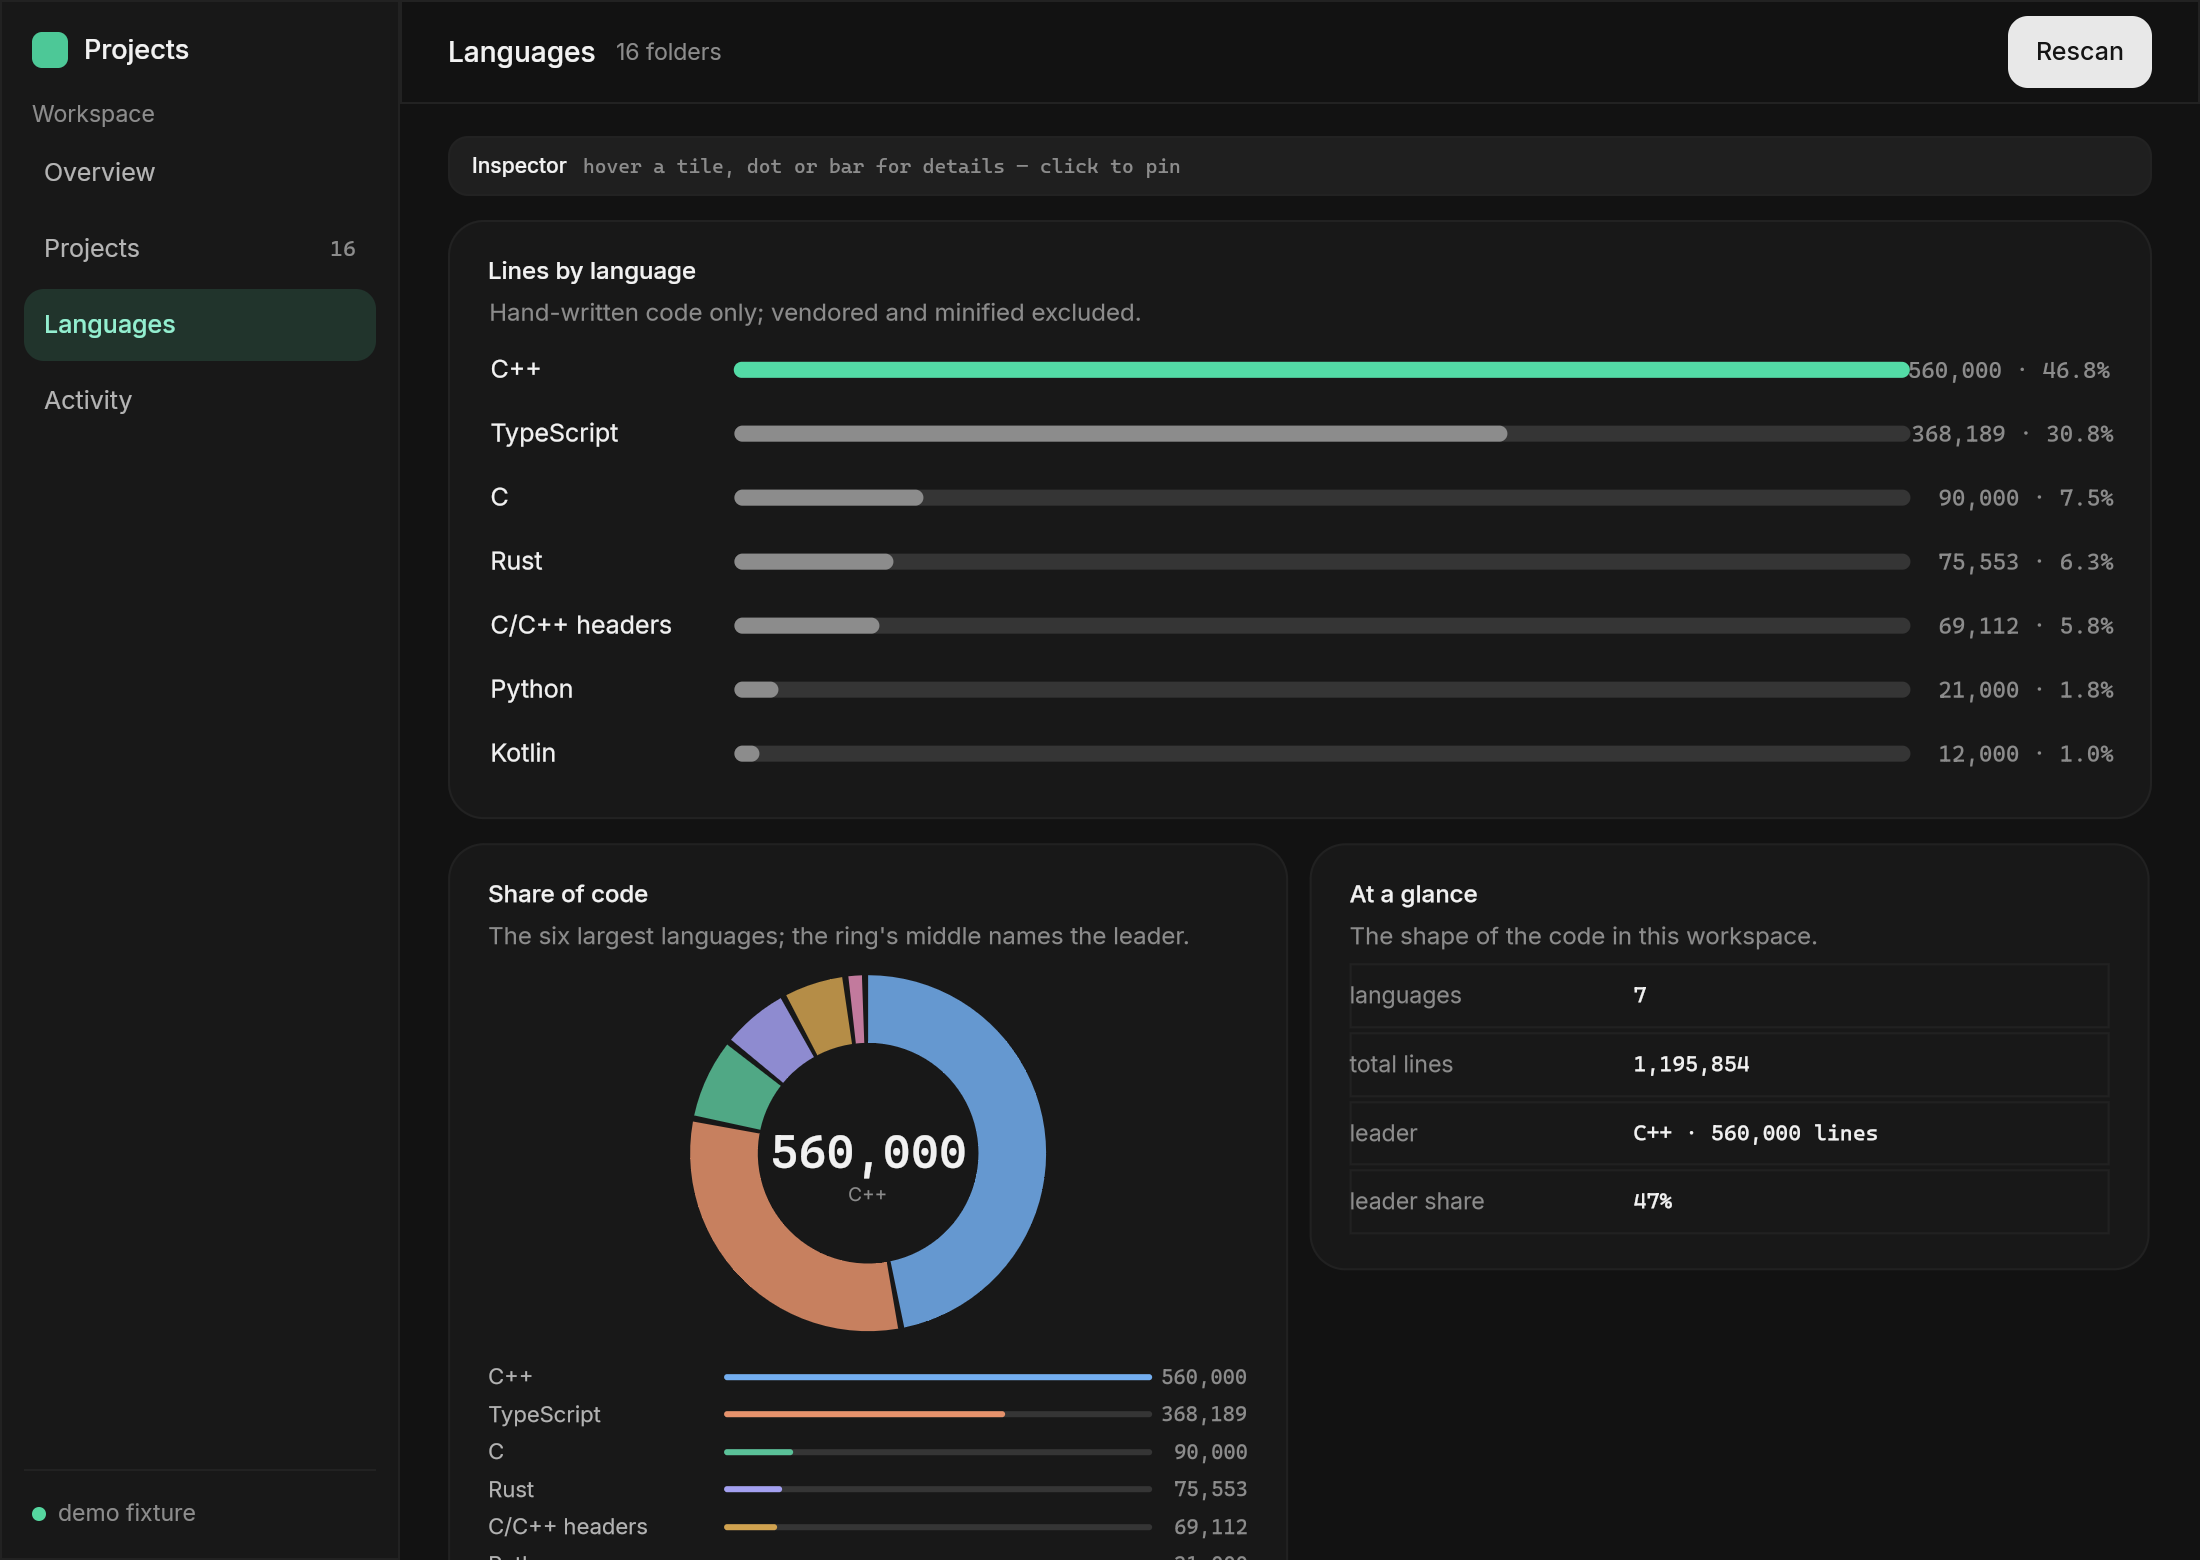 Projects
Workspace
Overview
Projects 16
Languages
Activity
demo fixture
Languages 16 folders
Rescan
Inspector hover a tile, dot or bar for details — click to pin
Lines by language
Hand-written code only; vendored and minified excluded.
C++ 560,000 · 46.8%
TypeScript 368,189 · 30.8%
C 90,000 · 7.5%
Rust 75,553 · 6.3%
C/C++ headers 69,112 · 5.8%
Python 21,000 · 1.8%
Kotlin 12,000 · 1.0%
Share of code
The six largest languages; the ring's middle names the leader.
560,000
C++
C++ 560,000
TypeScript 368,189
C 90,000
Rust 75,553
C/C++ headers 69,112
At a glance
The shape of the code in this workspace.
languages 7
total lines 1,195,854
leader C++ · 560,000 lines
leader share 47%